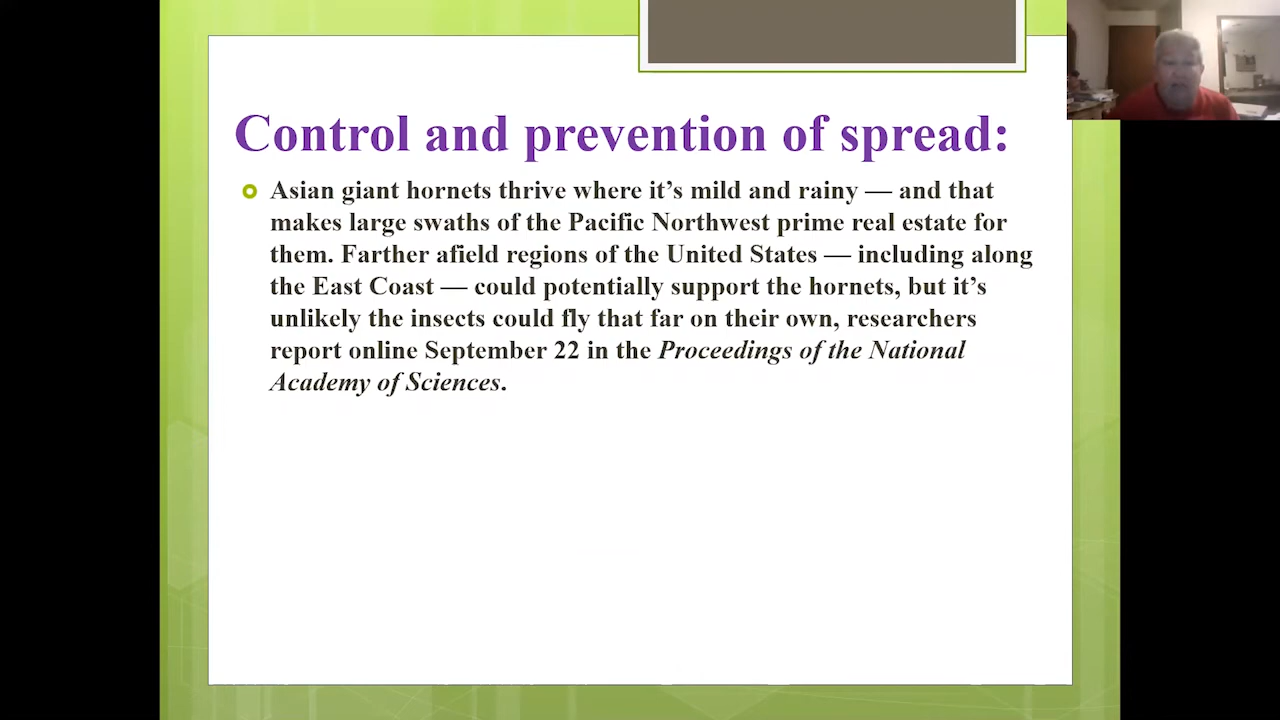 Control and prevention of spread:
Asian giant hornets thrive where it’s mild and rainy — and that
makes large swaths of the Pacific Northwest prime real estate for
them. Farther afield regions of the United States — including along
the East Coast — could potentially support the hornets, but it’s
unlikely the insects could fly that far on their own, researchers
report online September 22 in the Proceedings of the National
Academy of Sciences.